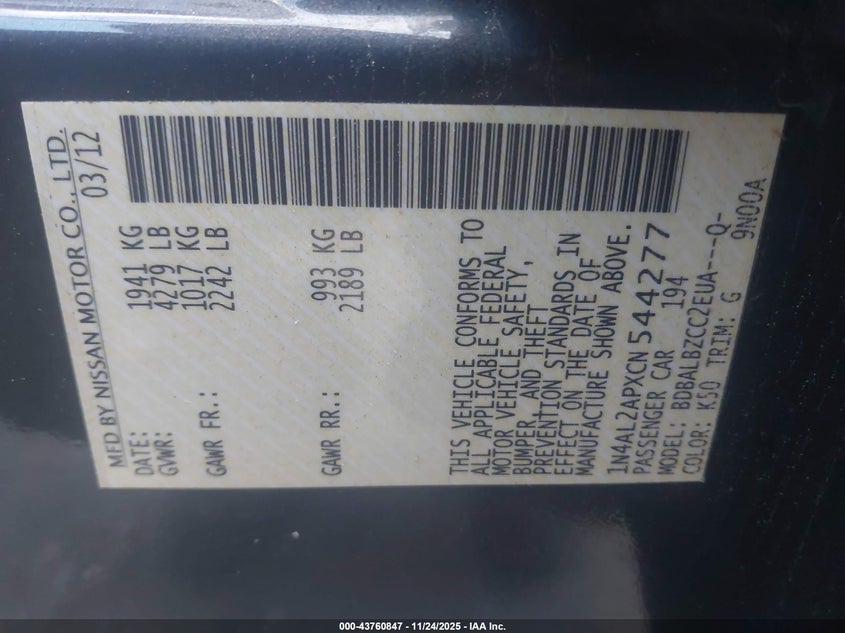 MFD BY NISSAN MOTOR CO., LTD.
DATE: 03/12
GVWR: 1941 KG
4279 LB
GAWR FR.: 1017 KG
2242 LB
GAWR RR.: 993 KG
2189 LB
THIS VEHICLE CONFORMS TO
ALL APPLICABLE FEDERAL
MOTOR VEHICLE SAFETY,
BUMPER, AND THEFT
PREVENTION STANDARDS IN
EFFECT ON THE DATE OF
MANUFACTURE SHOWN ABOVE.
1N4AL2APXCN544277
PASSENGER CAR 194
MODEL: BDBALBZCC2EUA---Q-
COLOR: K50 TRIM: G 9N00A
000-43760847 - 11/24/2025 - IAA Inc.